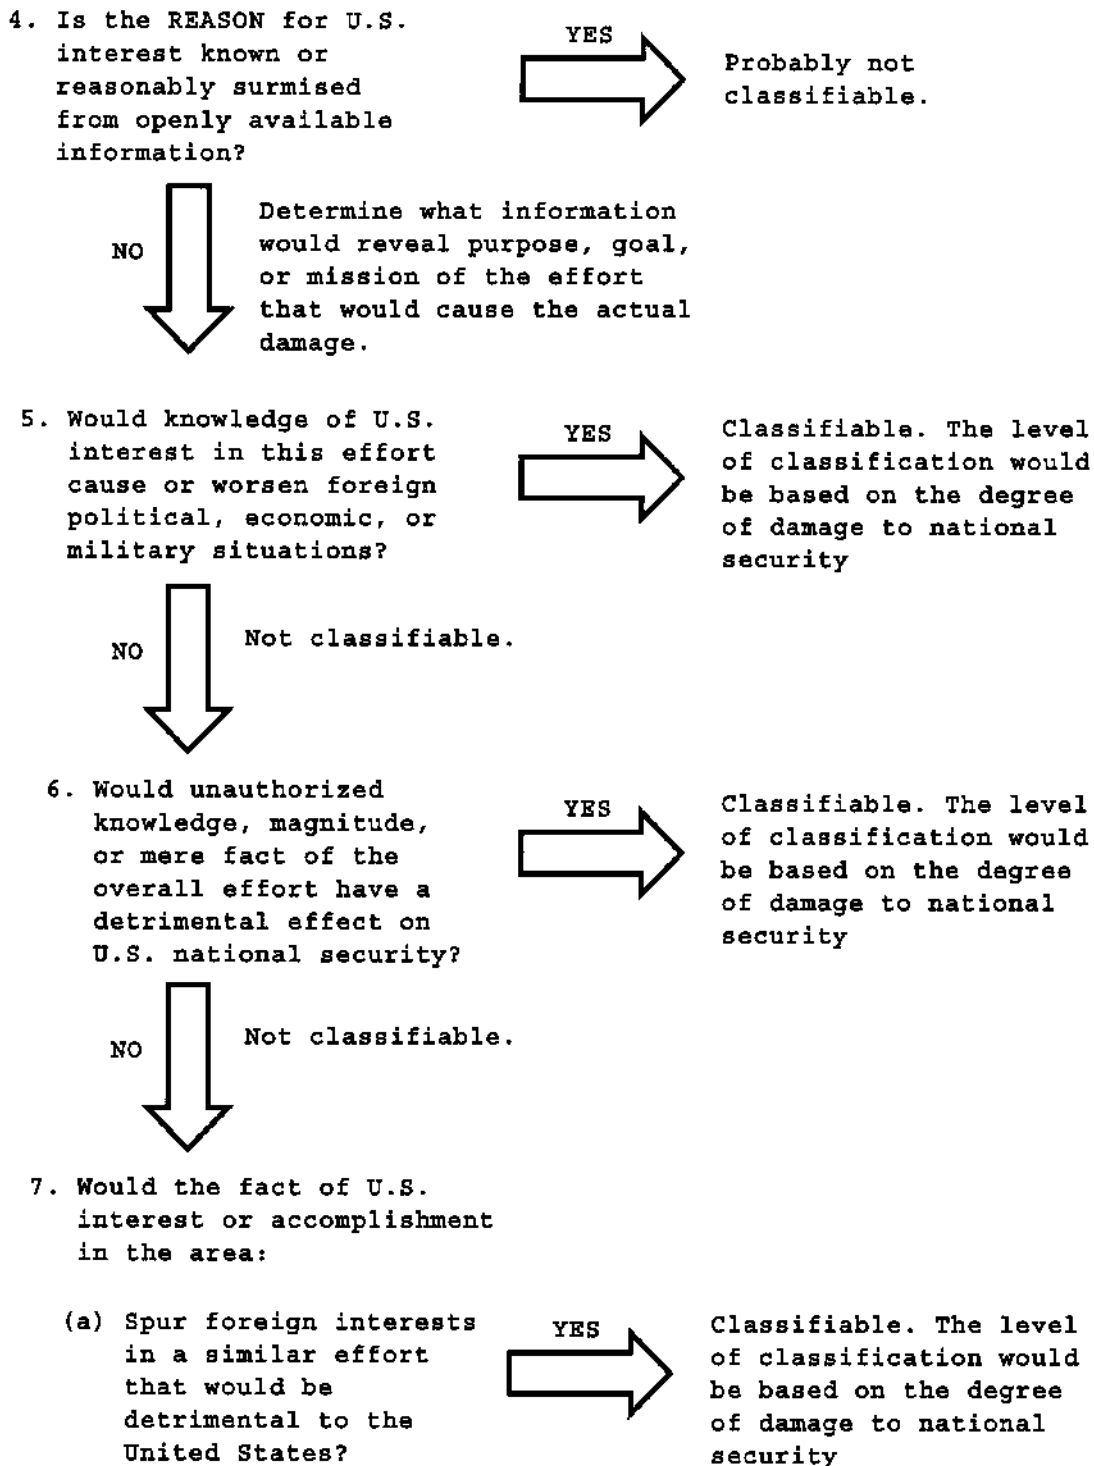 4. Is the REASON for U.S.
interest known or
reasonably surmised
from openly available
information?
YES
Probably not
classifiable.
NO
Determine what information
would reveal purpose, goal,
or mission of the effort
that would cause the actual
damage.
5. Would knowledge of U.S.
interest in this effort
cause or worsen foreign
political, economic, or
military situations?
YES
Classifiable. The level
of classification would
be based on the degree
of damage to national
security
NO
Not classifiable.
6. Would unauthorized
knowledge, magnitude,
or mere fact of the
overall effort have a
detrimental effect on
U.S. national security?
YES
Classifiable. The level
of classification would
be based on the degree
of damage to national
security
NO
Not classifiable.
7. Would the fact of U.S.
interest or accomplishment
in the area:
(a) Spur foreign interests
in a similar effort
that would be
detrimental to the
United States?
YES
Classifiable. The level
of classification would
be based on the degree
of damage to national
security